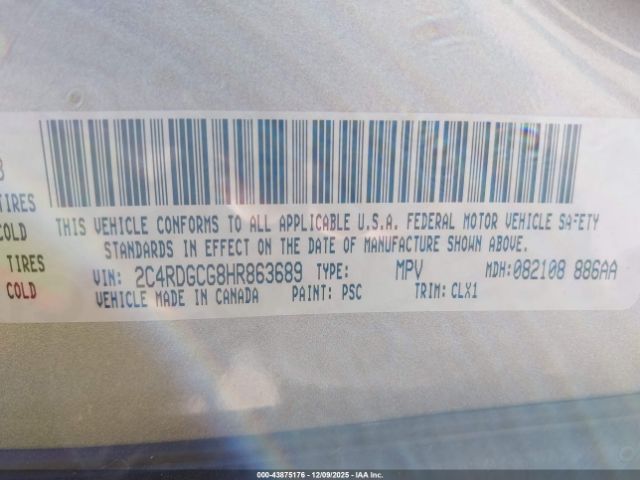 3
TIRES
COLD
TIRES
COLD
THIS VEHICLE CONFORMS TO ALL APPLICABLE U.S.A. FEDERAL MOTOR VEHICLE SAFETY
STANDARDS IN EFFECT ON THE DATE OF MANUFACTURE SHOWN ABOVE.
VIN: 2C4RDGCG8HR863689 TYPE: MPV MDH:082108 886AA
VEHICLE MADE IN CANADA PAINT: PSC TRIM: CLX1
000-43875176 - 12/09/2025 - IAA Inc.